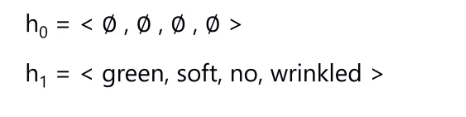 h₀ = < Ø , Ø , Ø , Ø >
h₁ = < green, soft, no, wrinkled >